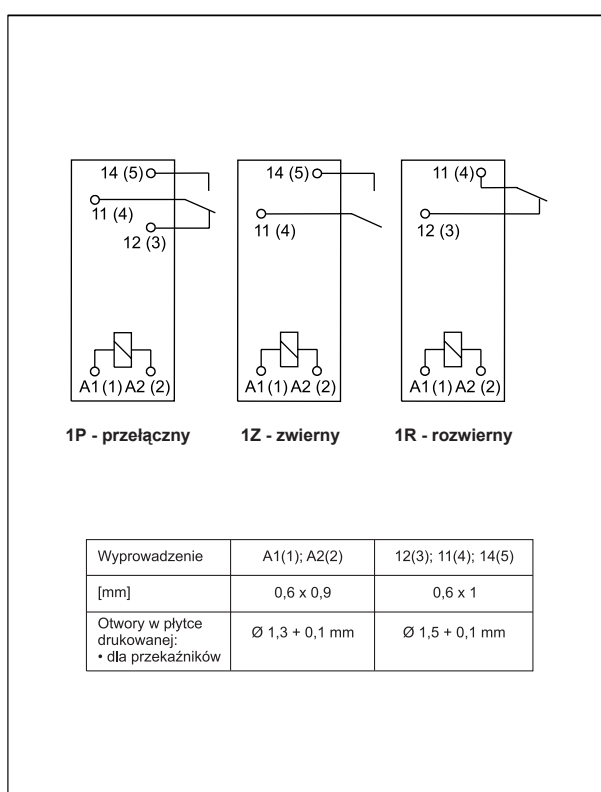 14 (5)
11 (4)
12 (3)
A1 (1) A2 (2)
1P - przełączny
14 (5)
11 (4)
A1 (1) A2 (2)
1Z - zwierny
11 (4)
12 (3)
A1 (1) A2 (2)
1R - rozwierny
Wyprowadzenie A1(1); A2(2) 12(3); 11(4); 14(5)
[mm] 0,6 x 0,9 0,6 x 1
Otwory w płytce
drukowanej: Ø 1,3 + 0,1 mm Ø 1,5 + 0,1 mm
• dla przekaźników